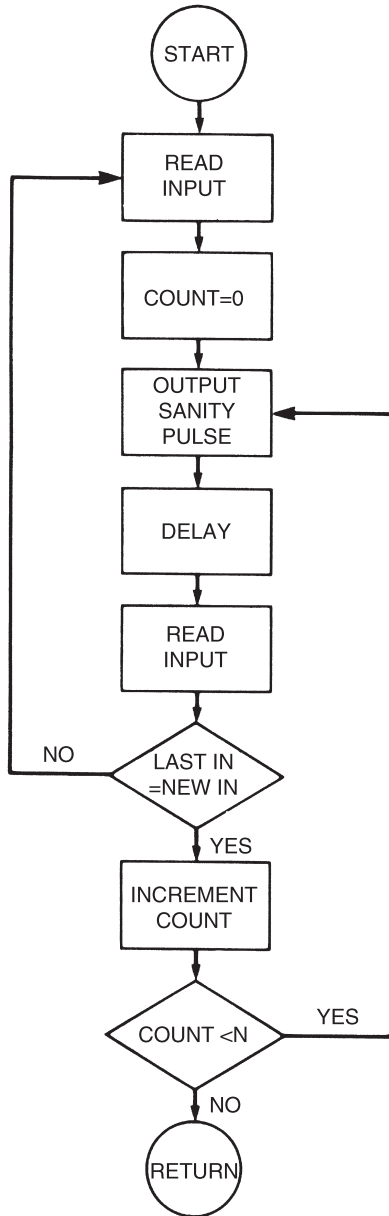 START
READ
INPUT
COUNT=0
OUTPUT
SANITY
PULSE
DELAY
READ
INPUT
LAST IN
=NEW IN
NO
YES
INCREMENT
COUNT
COUNT <N
YES
NO
RETURN